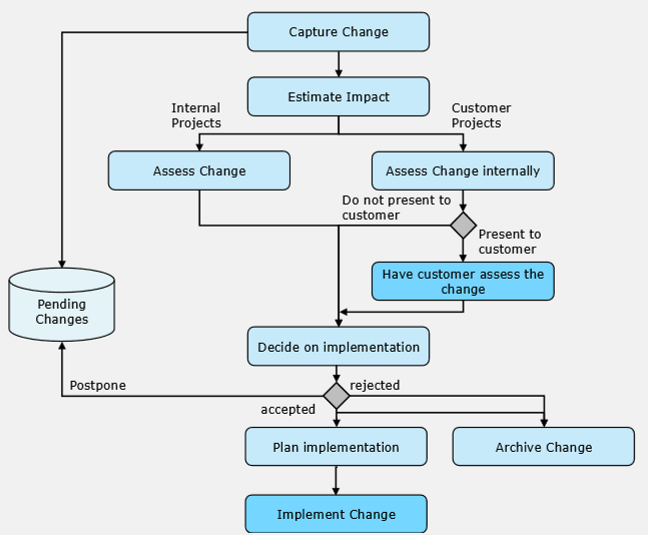 Capture Change
Estimate Impact
Internal
Projects
Customer
Projects
Assess Change
Assess Change internally
Do not present to
customer
Present to
customer
Have customer assess the
change
Pending
Changes
Decide on implementation
Postpone
rejected
accepted
Plan implementation
Archive Change
Implement Change